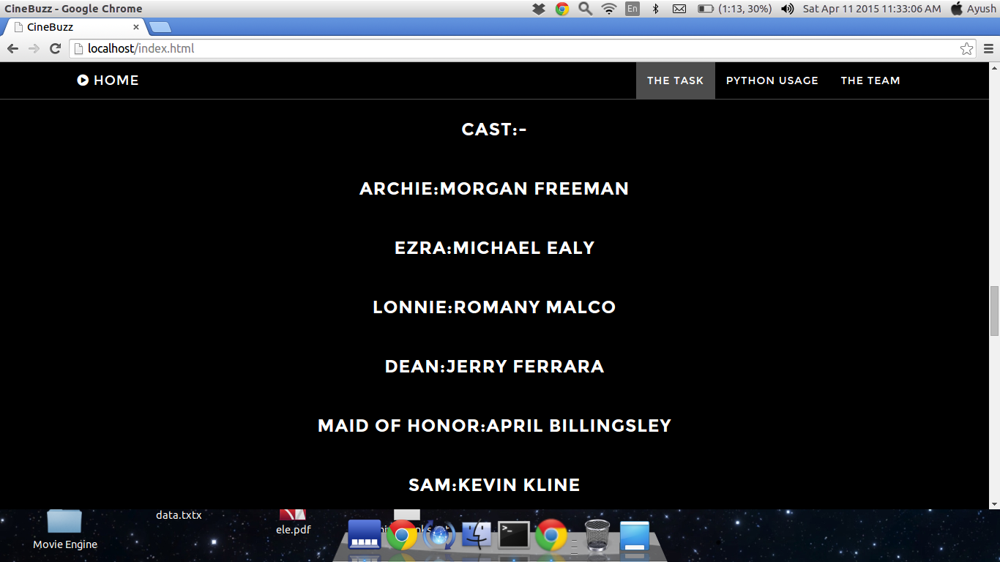 CineBuzz - Google Chrome
En
(1:13, 30%)
Sat Apr 11 2015 11:33:06 AM
Ayush
CineBuzz
localhost/index.html
HOME
THE TASK
PYTHON USAGE
THE TEAM
CAST:-
ARCHIE:MORGAN FREEMAN
EZRA:MICHAEL EALY
LONNIE:ROMANY MALCO
DEAN:JERRY FERRARA
MAID OF HONOR:APRIL BILLINGSLEY
SAM:KEVIN KLINE
data.txtx
ele.pdf
Movie Engine